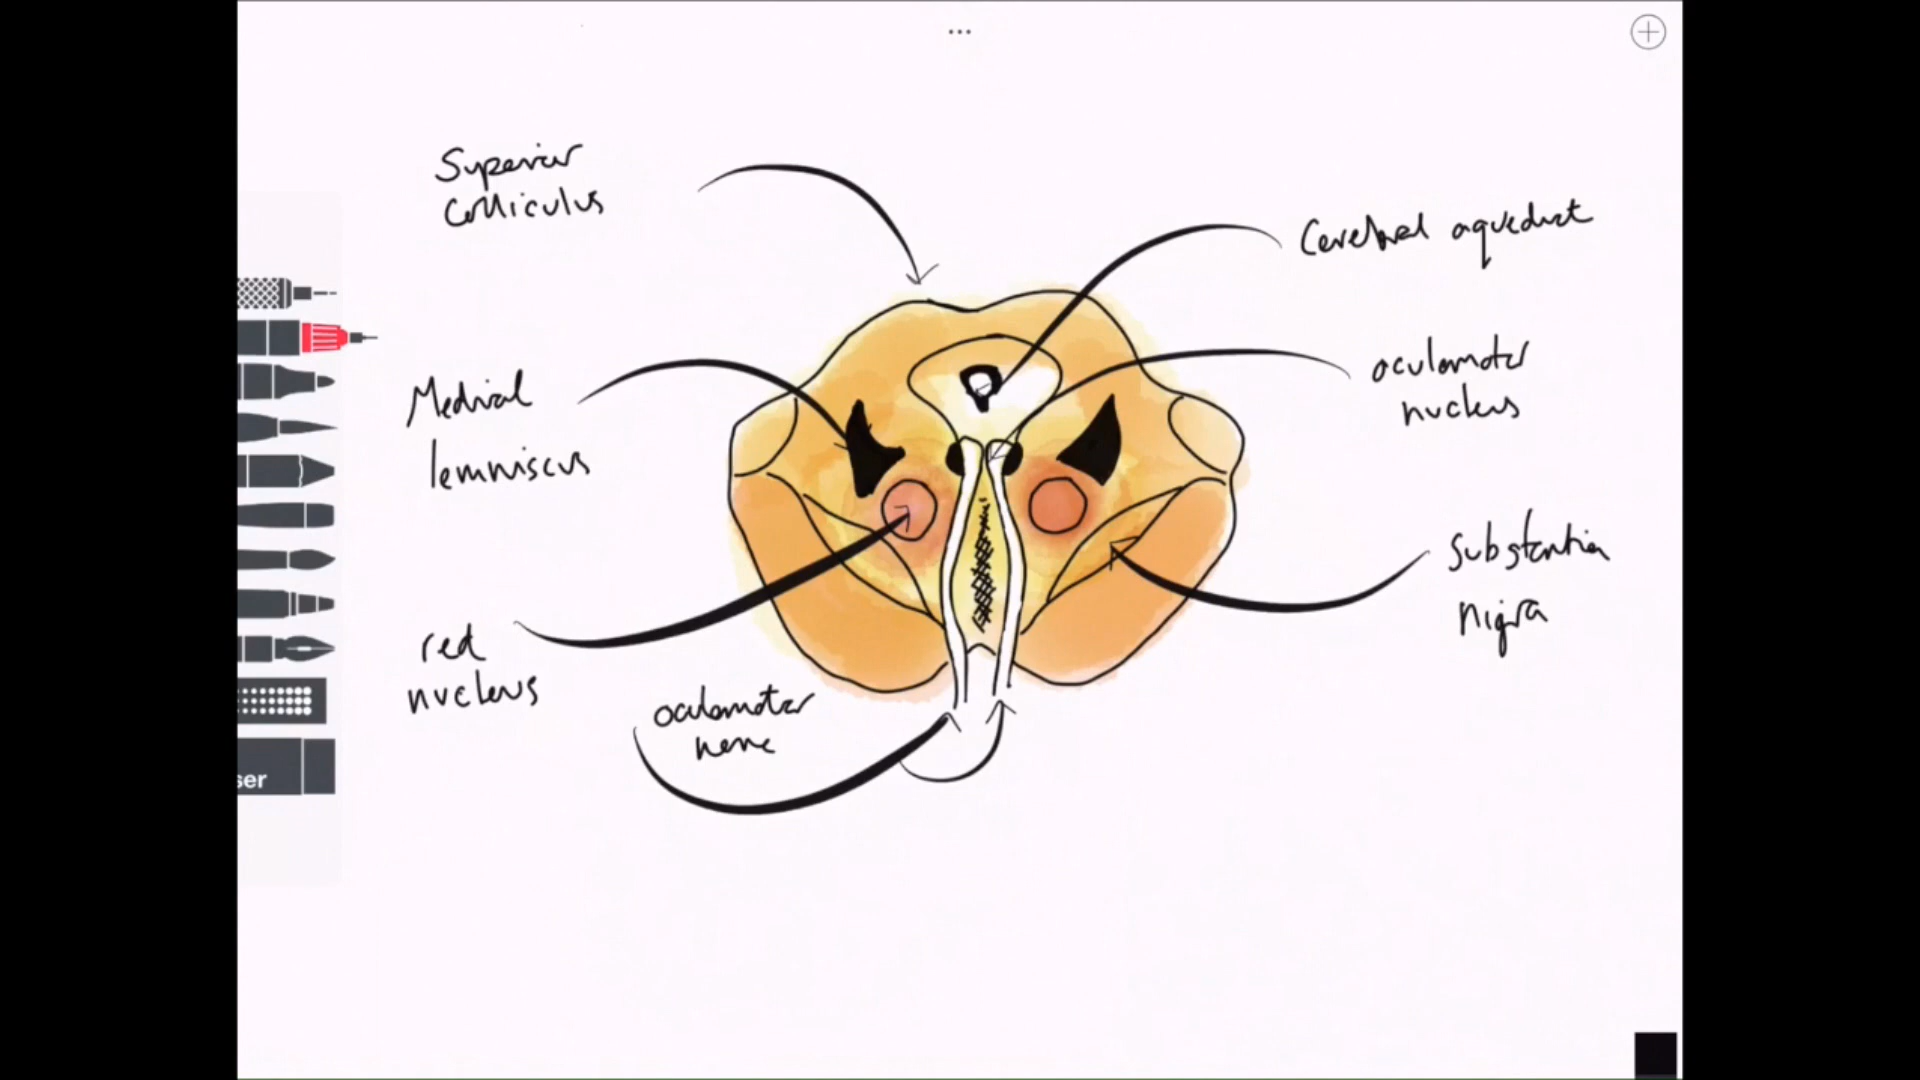 Superior
Colliculus
Cerebral aqueduct
Medial
lemniscus
oculomotor
nucleus
Substantia
nigra
red
nucleus
oculomotor
nerve
ser